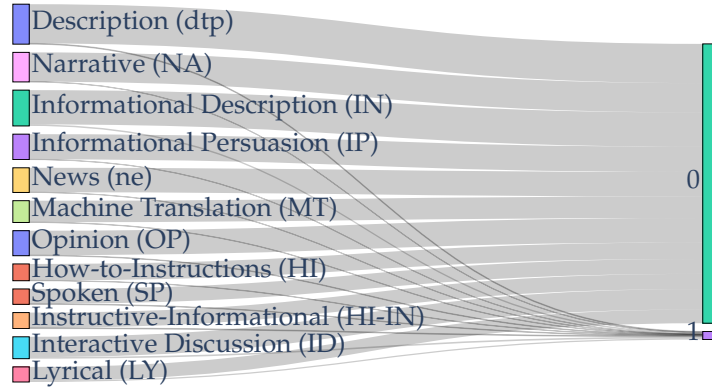 Description (dtp)
Narrative (NA)
Informational Description (IN)
Informational Persuasion (IP)
News (ne)
Machine Translation (MT)
Opinion (OP)
How-to-Instructions (HI)
Spoken (SP)
Instructive-Informational (HI-IN)
Interactive Discussion (ID)
Lyrical (LY)
0
1